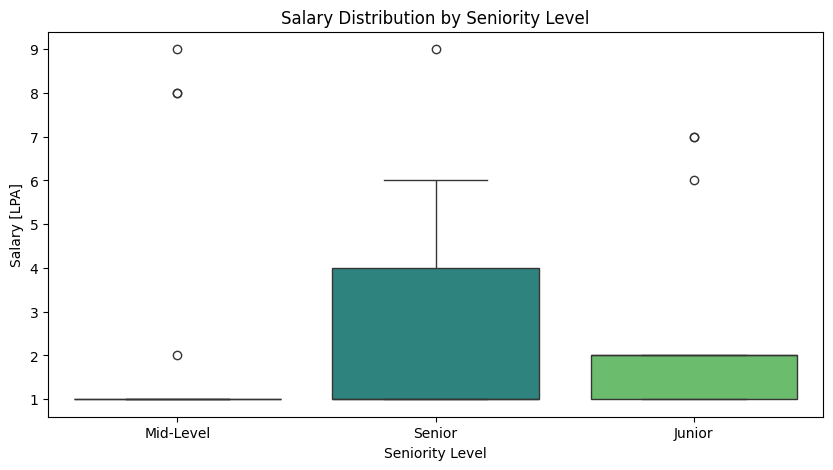 Salary Distribution by Seniority Level
Salary [LPA]
9
8
7
6
5
4
3
2
1
Mid-Level Senior Junior
Seniority Level